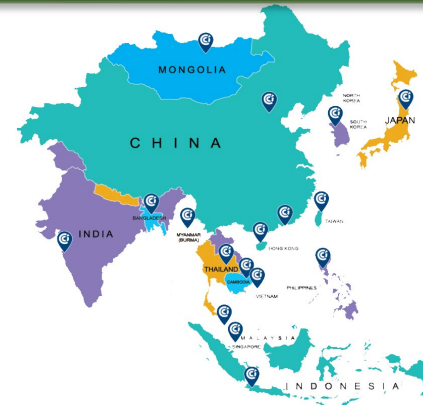 MONGOLIA
NORTH
KOREA
SOUTH
KOREA
JAPAN
CHINA
BANGLADESH
TAIWAN
INDIA
MYANMAR
(BURMA)
HONG KONG
THAILAND
CAMBODIA
PHILIPPINES
VIETNAM
MALAYSIA
SINGAPORE
INDONESIA